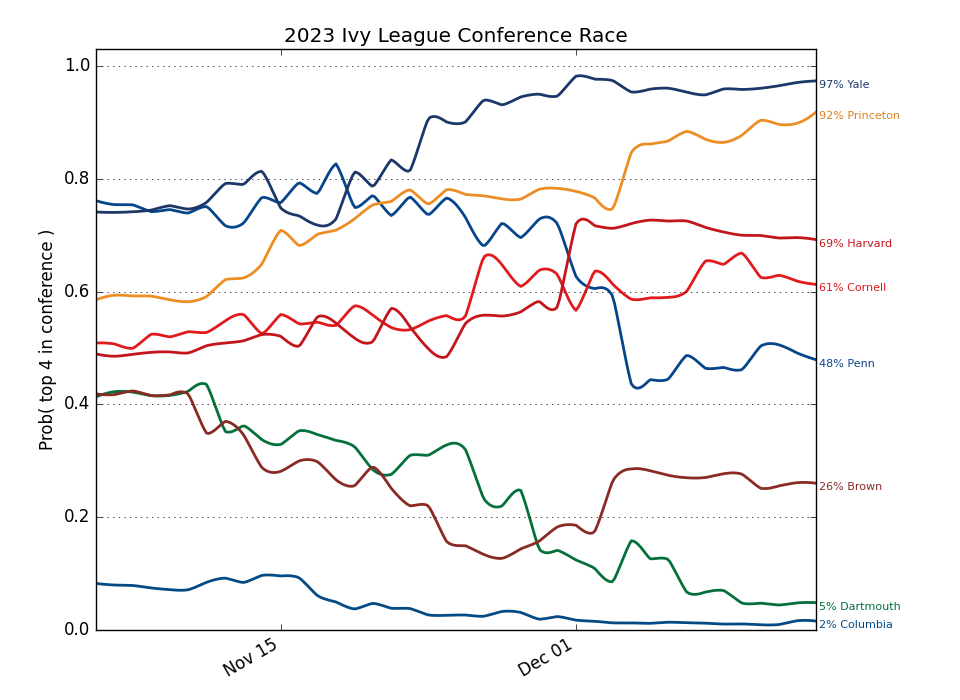 2023 Ivy League Conference Race
Prob( top 4 in conference )
1.0
0.8
0.6
0.4
0.2
0.0
Nov 15
Dec 01
97% Yale
92% Princeton
69% Harvard
61% Cornell
48% Penn
26% Brown
5% Dartmouth
2% Columbia